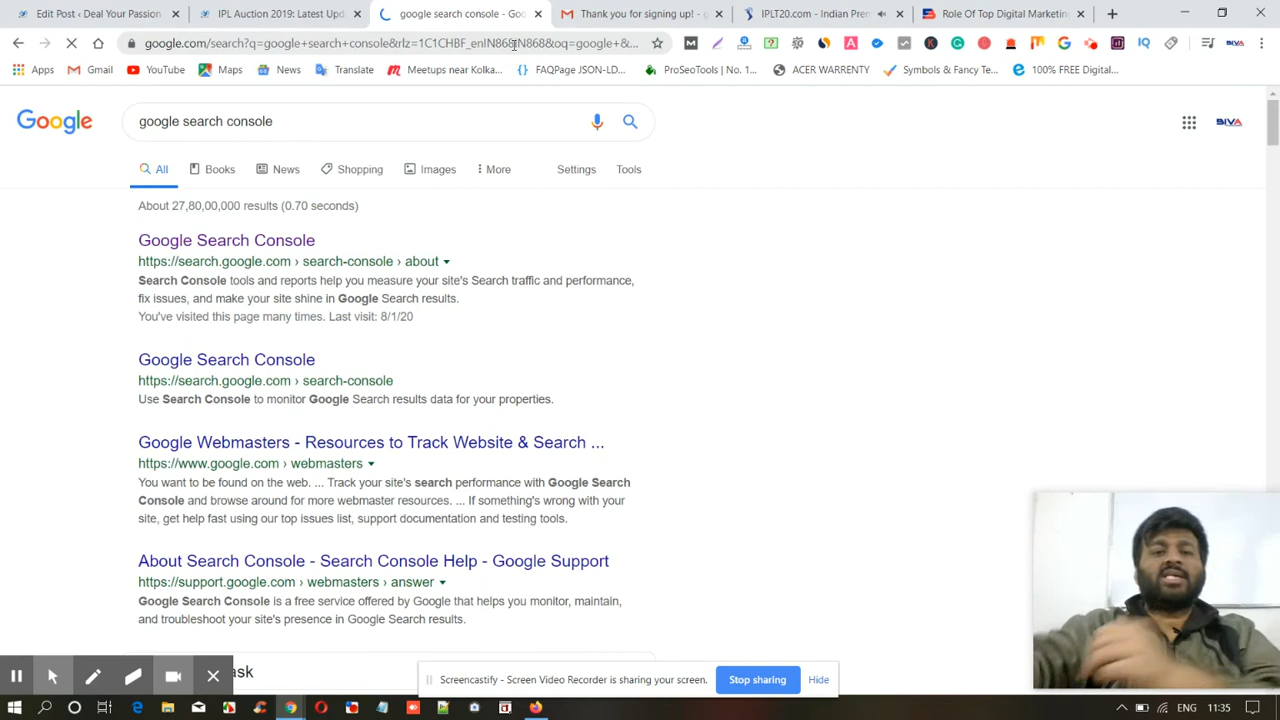 Edit Post ‹ Deal Your Passion
IPL Auction 2019: Latest Upd
google search console - Goo
Thank you for signing up! - g
IPLT20.com - Indian Prem
Role Of Top Digital Marketing
google.com/search?q=google+search+console&rlz=1C1CHBF_enIN868IN868&oq=google+&...
Apps
Gmail
YouTube
Maps
News
Translate
Meetups near Kolka...
FAQPage JSON-LD...
ProSeoTools | No. 1...
ACER WARRENTY
Symbols & Fancy Te...
100% FREE Digital...
Google
google search console
SIVA
All
Books
News
Shopping
Images
More
Settings
Tools
About 27,80,00,000 results (0.70 seconds)
Google Search Console
https://search.google.com › search-console › about
Search Console tools and reports help you measure your site's Search traffic and performance,
fix issues, and make your site shine in Google Search results.
You've visited this page many times. Last visit: 8/1/20
Google Search Console
https://search.google.com › search-console
Use Search Console to monitor Google Search results data for your properties.
Google Webmasters - Resources to Track Website & Search ...
https://www.google.com › webmasters
You want to be found on the web. ... Track your site's search performance with Google Search
Console and browse around for more webmaster resources. ... If something's wrong with your
site, get help fast using our top issues list, support documentation and testing tools.
About Search Console - Search Console Help - Google Support
https://support.google.com › webmasters › answer
Google Search Console is a free service offered by Google that helps you monitor, maintain,
and troubleshoot your site's presence in Google Search results.
ask
Screencastify - Screen Video Recorder is sharing your screen.
Stop sharing
Hide
ENG
11:35